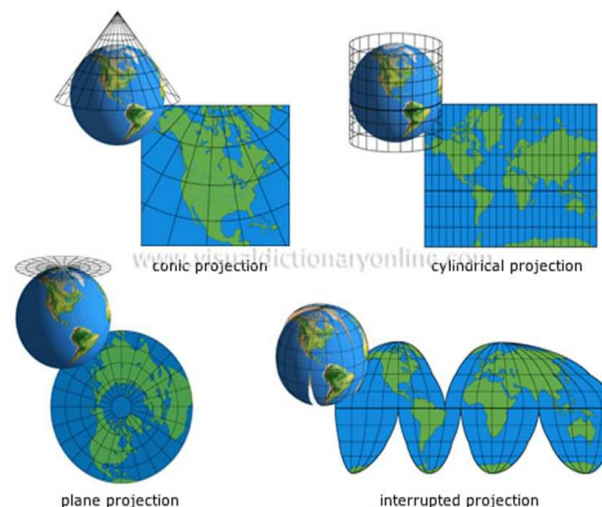 conic projection
cylindrical projection
www.visualdictionaryonline.com
plane projection
interrupted projection